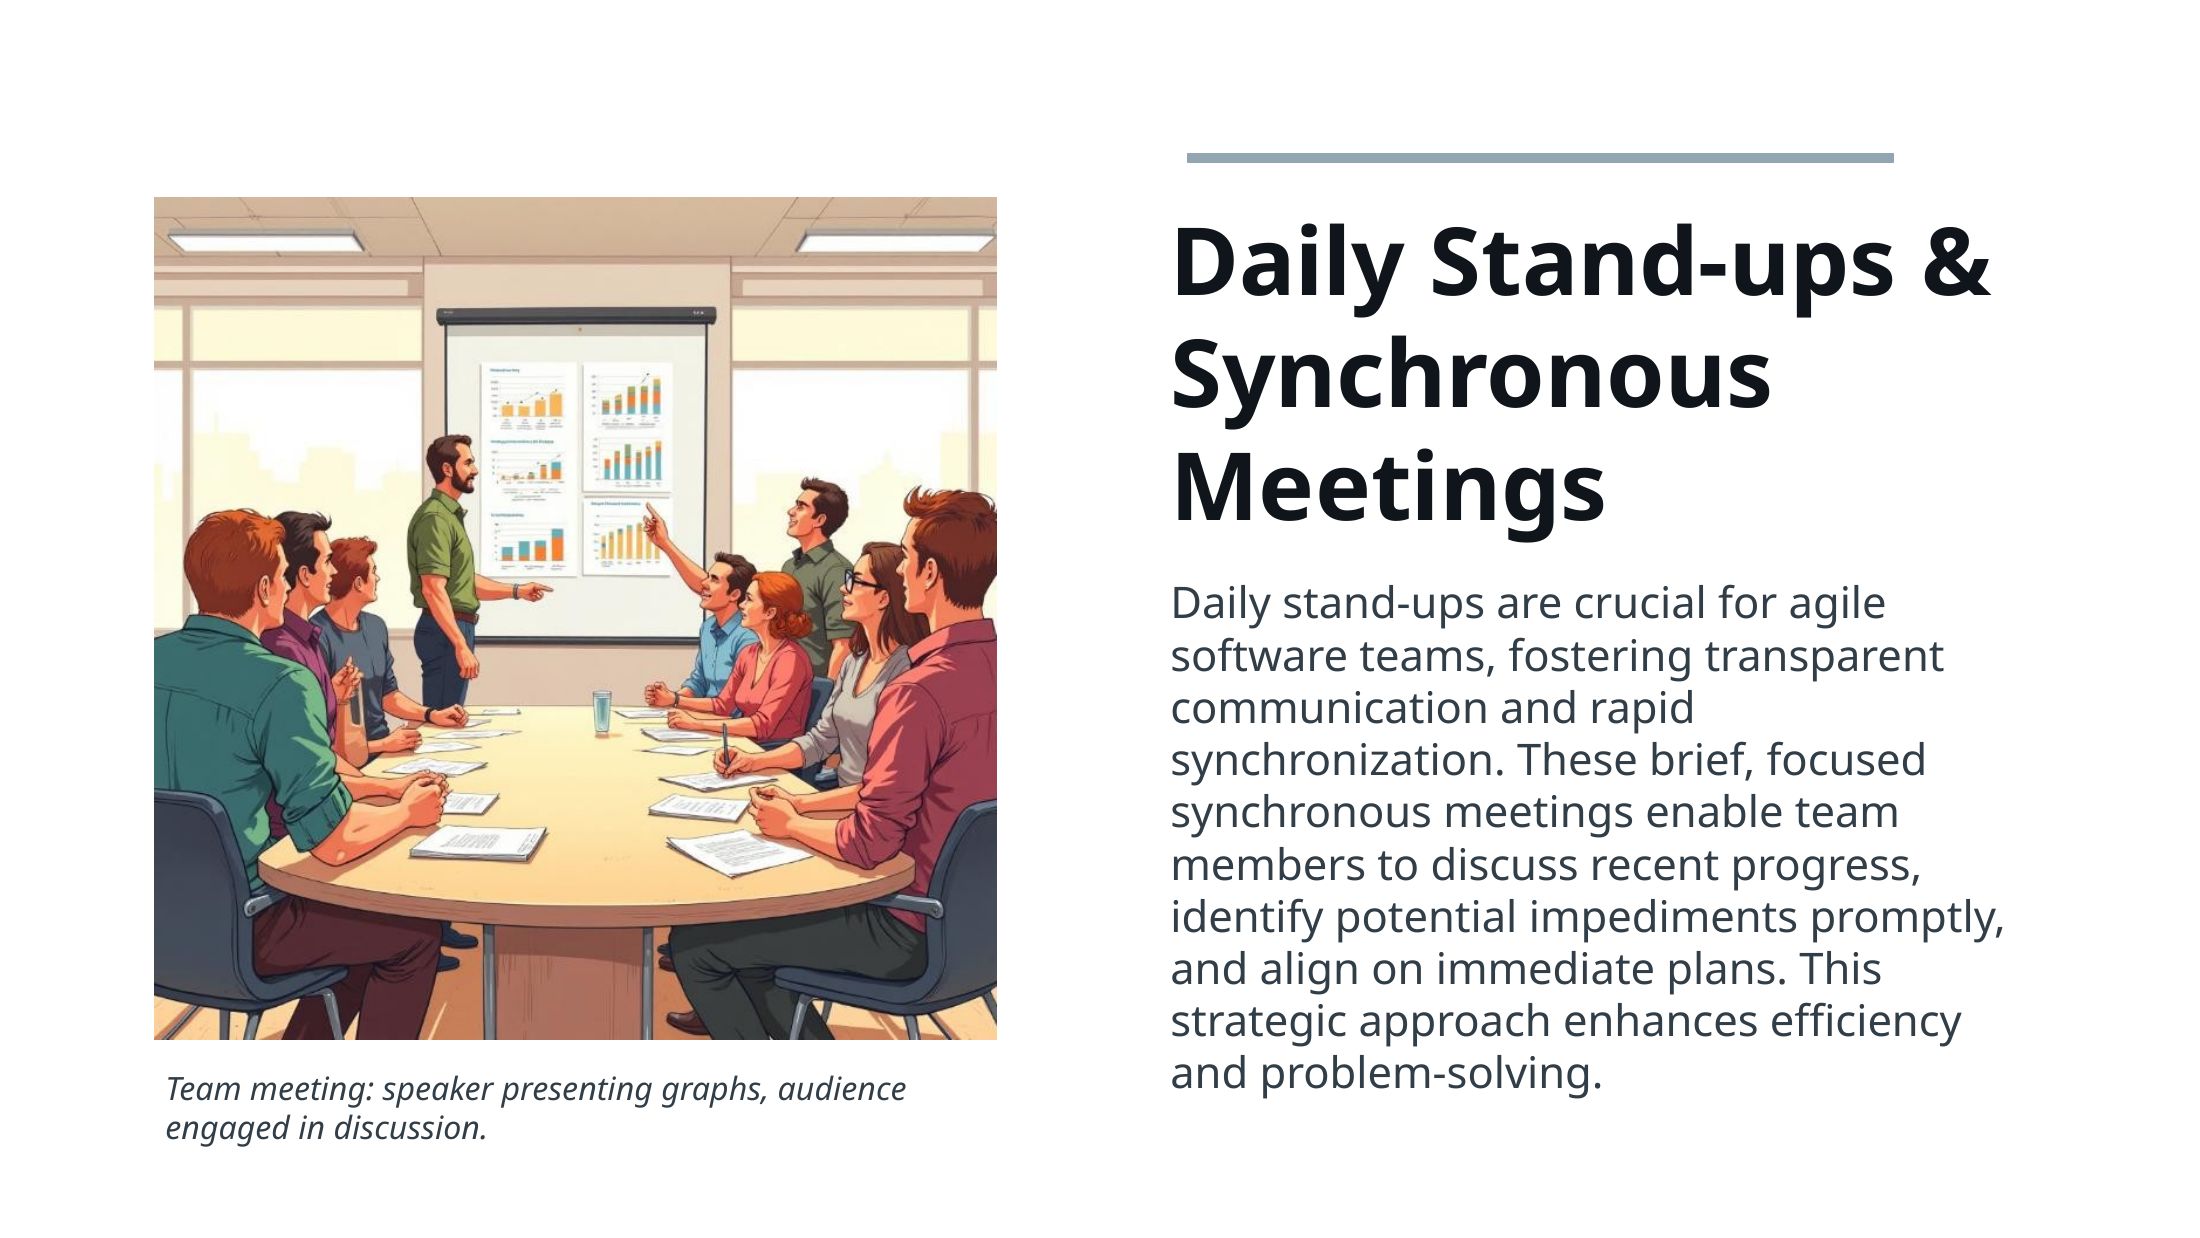 Daily Stand-ups &
Synchronous
Meetings
Daily stand-ups are crucial for agile
software teams, fostering transparent
communication and rapid
synchronization. These brief, focused
synchronous meetings enable team
members to discuss recent progress,
identify potential impediments promptly,
and align on immediate plans. This
strategic approach enhances efficiency
and problem-solving.
Team meeting: speaker presenting graphs, audience
engaged in discussion.